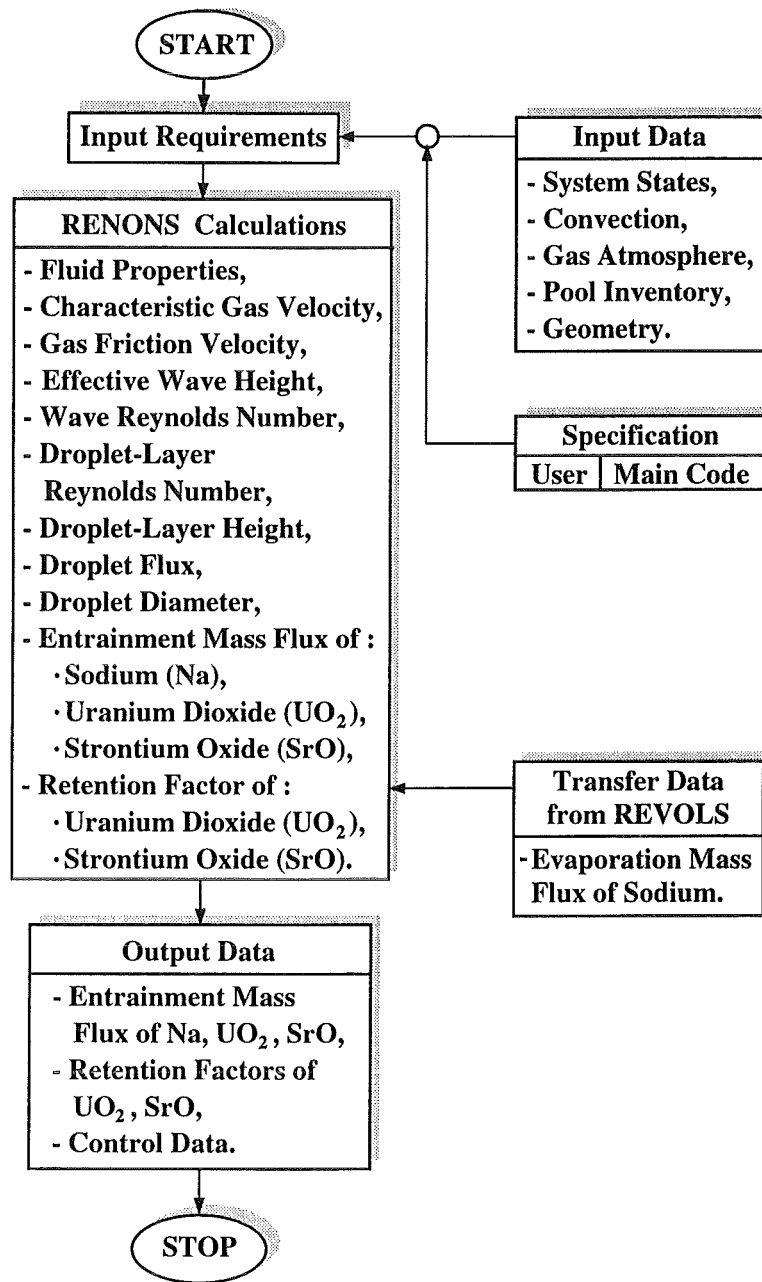 START
Input Requirements
Input Data
- System States,
- Convection,
- Gas Atmosphere,
- Pool Inventory,
- Geometry.
Specification
User | Main Code
RENONS Calculations
- Fluid Properties,
- Characteristic Gas Velocity,
- Gas Friction Velocity,
- Effective Wave Height,
- Wave Reynolds Number,
- Droplet-Layer
Reynolds Number,
- Droplet-Layer Height,
- Droplet Flux,
- Droplet Diameter,
- Entrainment Mass Flux of :
· Sodium (Na),
· Uranium Dioxide (UO₂),
· Strontium Oxide (SrO),
- Retention Factor of :
· Uranium Dioxide (UO₂),
· Strontium Oxide (SrO).
Transfer Data
from REVOLS
- Evaporation Mass
Flux of Sodium.
Output Data
- Entrainment Mass
Flux of Na, UO₂, SrO,
- Retention Factors of
UO₂, SrO,
- Control Data.
STOP